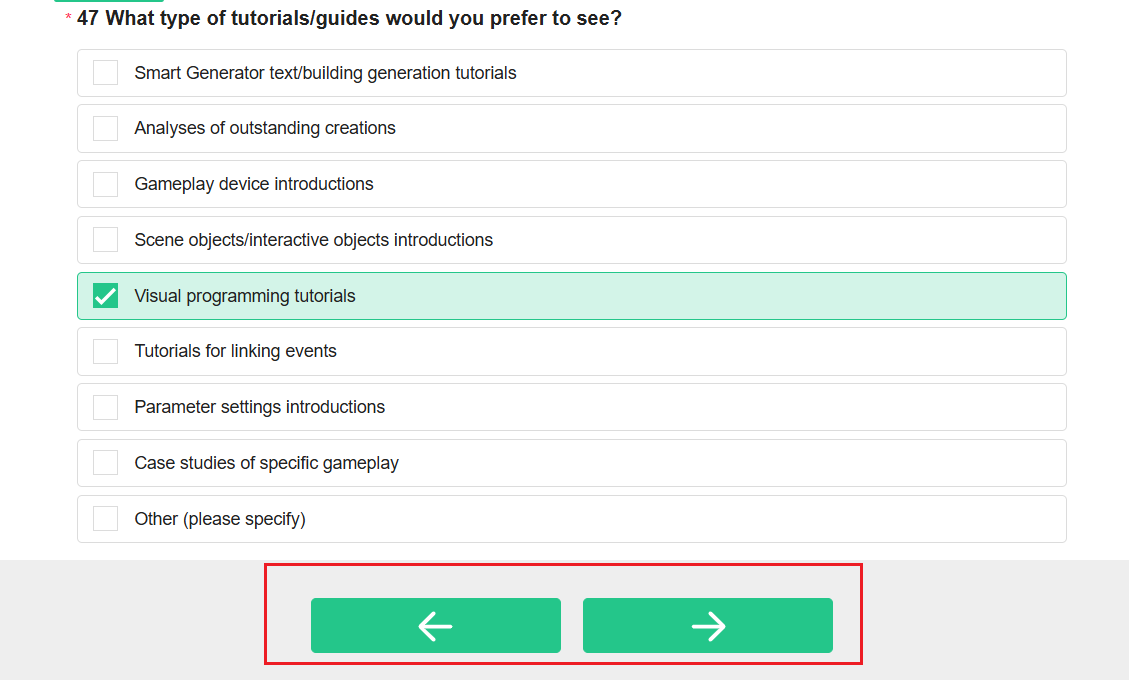 * 47 What type of tutorials/guides would you prefer to see?
Smart Generator text/building generation tutorials
Analyses of outstanding creations
Gameplay device introductions
Scene objects/interactive objects introductions
Visual programming tutorials
Tutorials for linking events
Parameter settings introductions
Case studies of specific gameplay
Other (please specify)